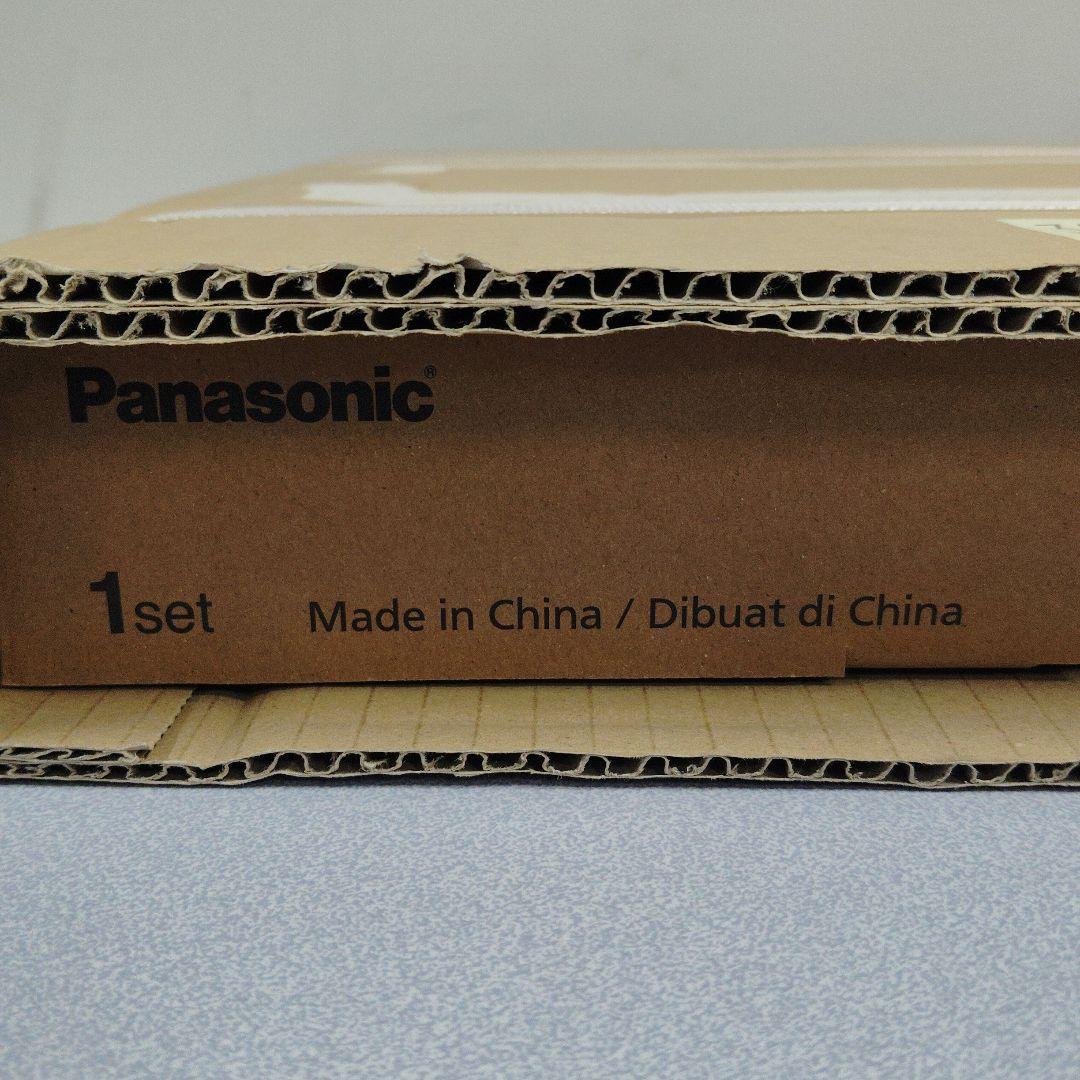 Panasonic®
1set Made in China / Dibuat di China